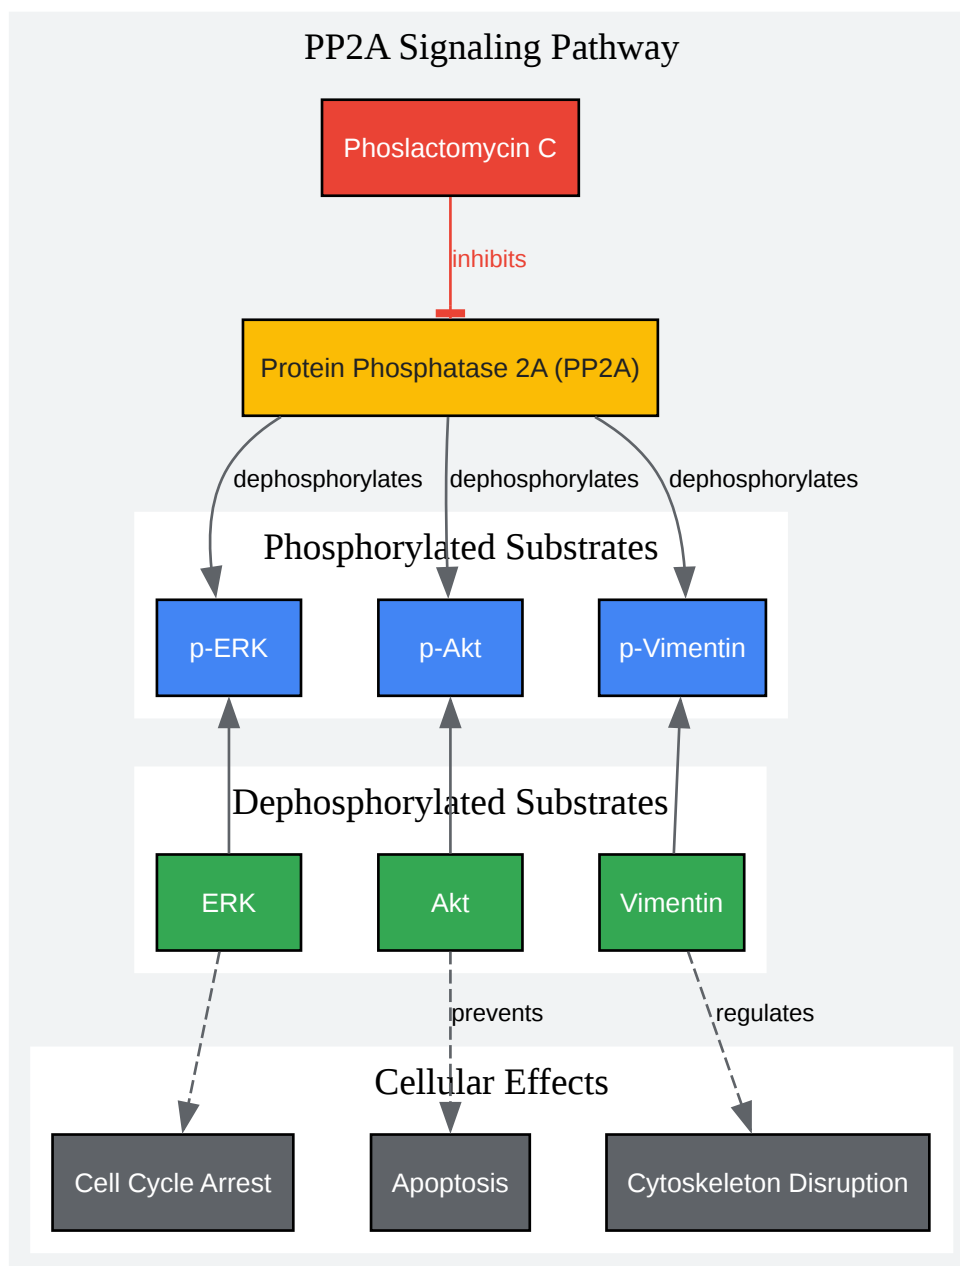 PP2A Signaling Pathway
Phoslactomycin C
inhibits
Protein Phosphatase 2A (PP2A)
dephosphorylates
dephosphorylates
dephosphorylates
Phosphorylated Substrates
p-ERK
p-Akt
p-Vimentin
Dephosphorylated Substrates
ERK
Akt
Vimentin
prevents
regulates
Cellular Effects
Cell Cycle Arrest
Apoptosis
Cytoskeleton Disruption